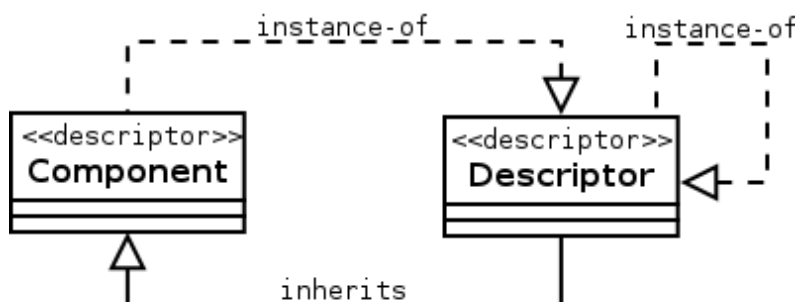 instance-of
instance-of
<<descriptor>>
Component
<<descriptor>>
Descriptor
inherits